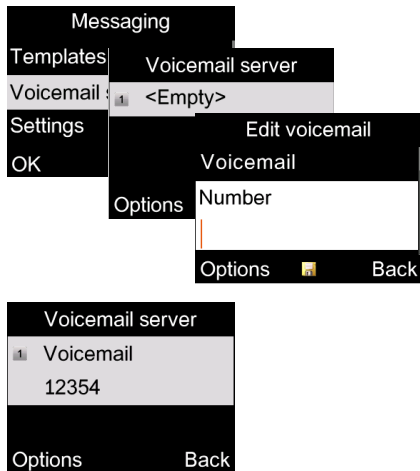 Messaging
Templates
Voicemail s
Settings
OK
Voicemail server
1 <Empty>
Options
Edit voicemail
Voicemail
Number
Options Back
Voicemail server
1 Voicemail
12354
Options Back